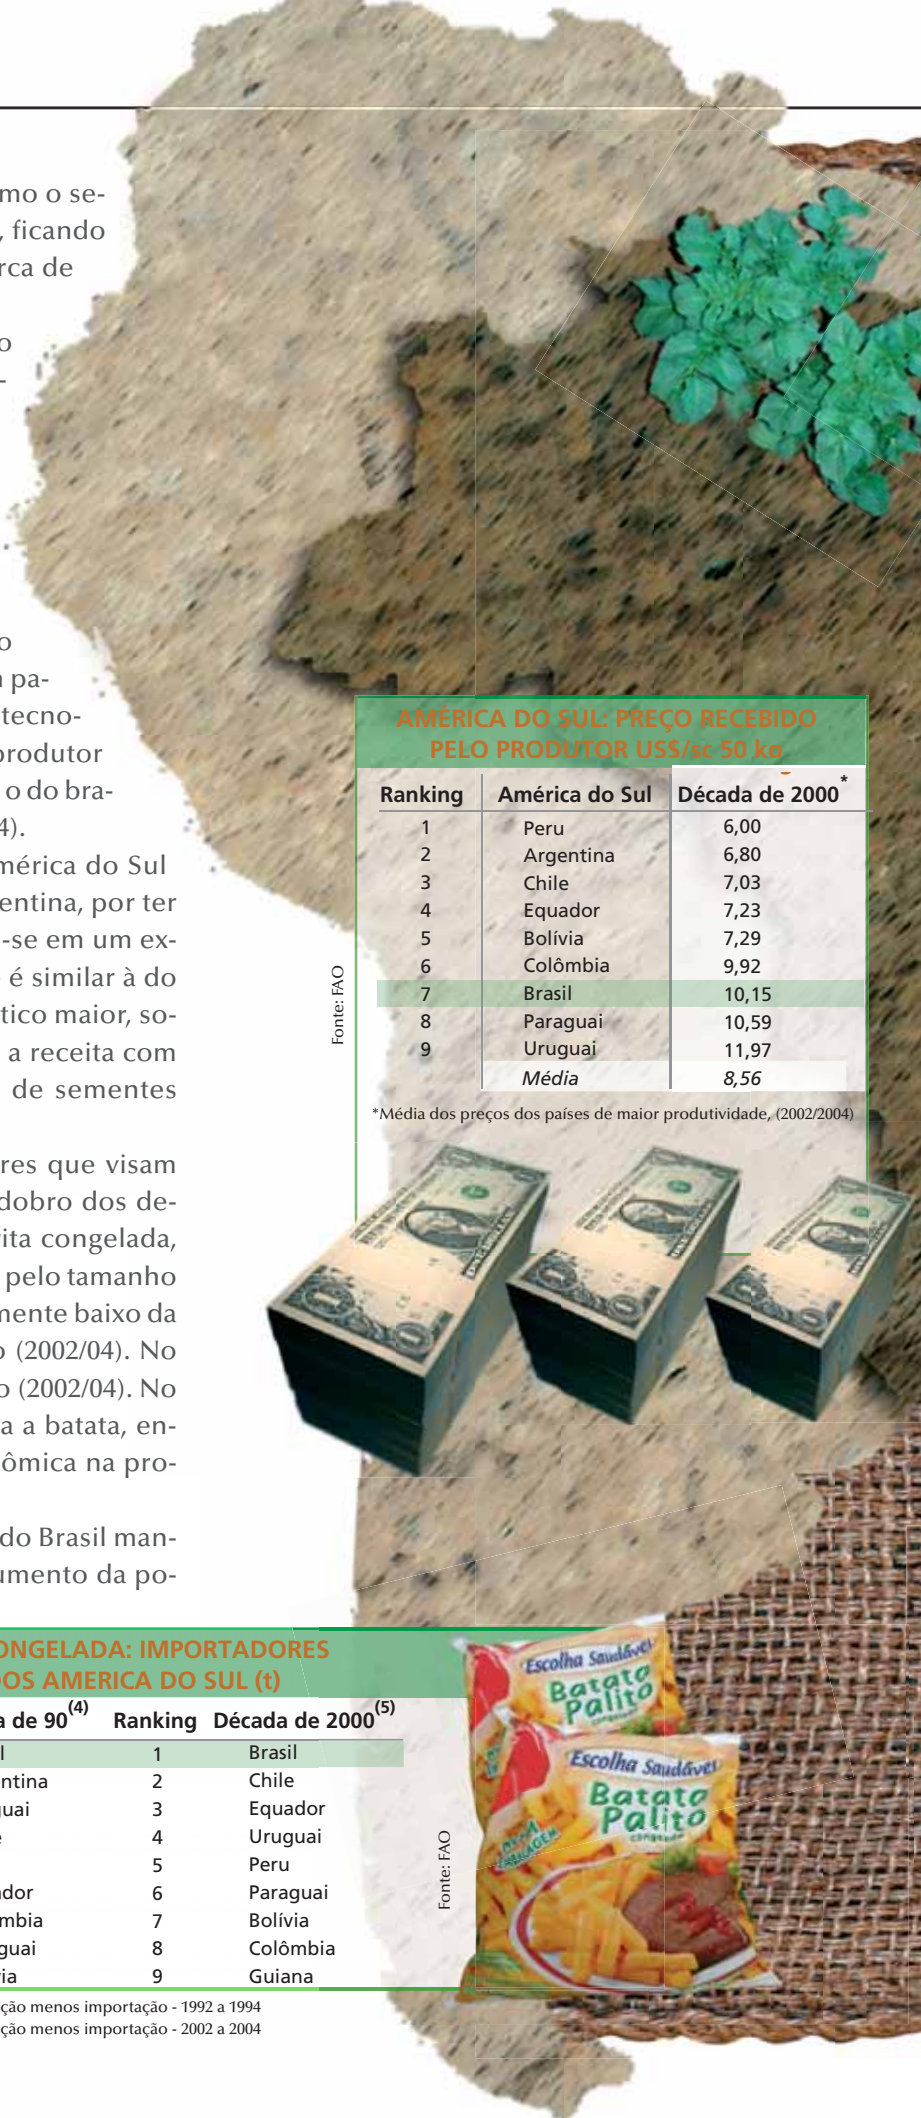 mo o se-
, ficando
rca de
o
-
.
o
pa-
tecno-
produtor
o do bra-
4).
mérica do Sul
entina, por ter
-se em um ex-
é similar à do
tico maior, so-
a receita com
de sementes
res que visam
dobro dos de-
ita congelada,
pelo tamanho
mente baixo da
o (2002/04). No
o (2002/04). No
a a batata, en-
ômica na pro-
do Brasil man-
umento da po-
AMÉRICA DO SUL: PREÇO RECEBIDO
PELO PRODUTOR US$/sc 50 kg
Ranking América do Sul Década de 2000*
1 Peru 6,00
2 Argentina 6,80
3 Chile 7,03
4 Equador 7,23
5 Bolívia 7,29
6 Colômbia 9,92
7 Brasil 10,15
8 Paraguai 10,59
9 Uruguai 11,97
Média 8,56
*Média dos preços dos países de maior produtividade, (2002/2004)
Fonte: FAO
ONGELADA: IMPORTADORES
DOS AMERICA DO SUL (t)
a de 90(4) Ranking Década de 2000(5)
l 1 Brasil
entina 2 Chile
guai 3 Equador
e 4 Uruguai
5 Peru
dor 6 Paraguai
mbia 7 Bolívia
guai 8 Colômbia
via 9 Guiana
ção menos importação - 1992 a 1994
ção menos importação - 2002 a 2004
Fonte: FAO
Escolha Saudável
Batata
Palito
congelada
Escolha Saudável
Batata
Palito
congelada